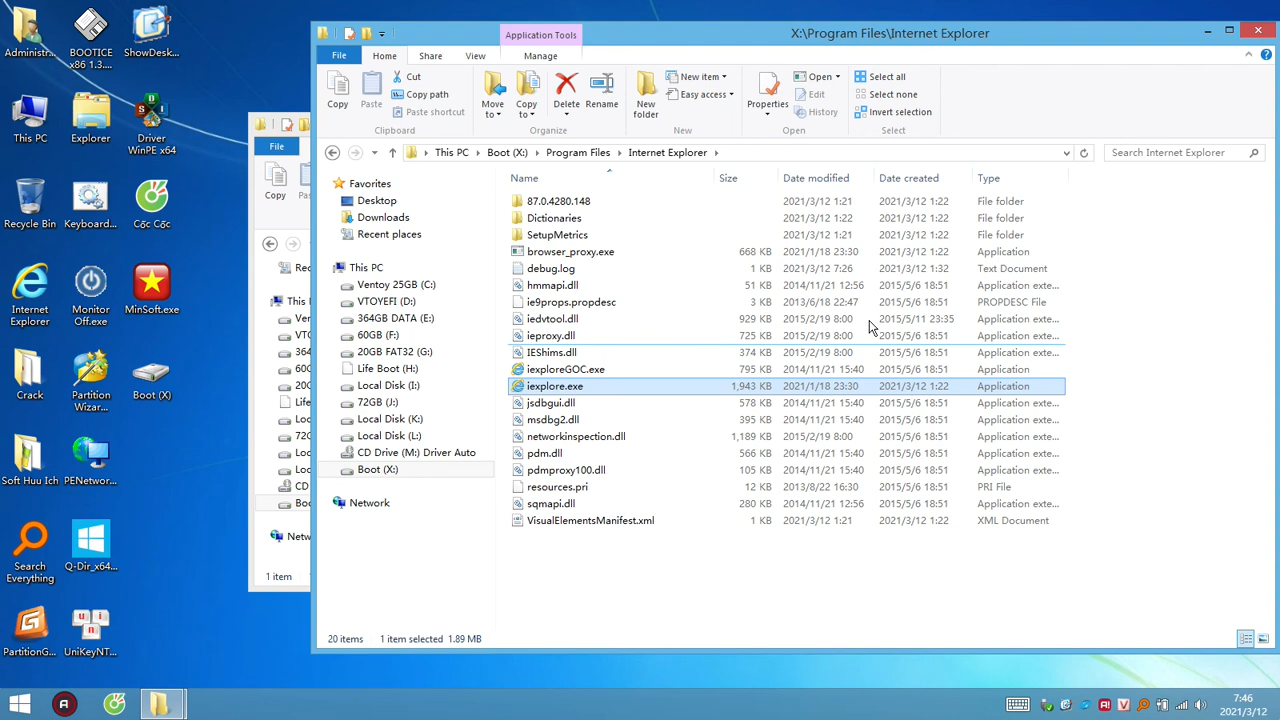 Administr...
BOOTICE
x86 1.3....
ShowDesk...
This PC
Explorer
Driver
WinPE x64
Recycle Bin
Keyboard...
Cốc Cốc
Internet
Explorer
Monitor
Off.exe
MinSoft.exe
Crack
Partition
Wizar...
Boot (X)
Soft Huu Ich
PENetwor...
Search
Everything
Q-Dir_x64...
PartitionG...
UniKeyNT...
File
Copy
Rec
This
Ver
VTC
364
60G
20G
Life
Loc
72G
Loc
Loc
CD
Boo
Netw
1 item
Application Tools
X:\Program Files\Internet Explorer
File
Home
Share
View
Manage
Copy
Paste
Cut
Copy path
Paste shortcut
Clipboard
Move
to
Copy
to
Delete
Rename
Organize
New
folder
New item
Easy access
New
Properties
Open
Edit
History
Open
Select all
Select none
Invert selection
Select
This PC
Boot (X:)
Program Files
Internet Explorer
Search Internet Explorer
Favorites
Desktop
Downloads
Recent places
This PC
Ventoy 25GB (C:)
VTOYEFI (D:)
364GB DATA (E:)
60GB (F:)
20GB FAT32 (G:)
Life Boot (H:)
Local Disk (I:)
72GB (J:)
Local Disk (K:)
Local Disk (L:)
CD Drive (M:) Driver Auto
Boot (X:)
Network
Name Size Date modified Date created Type
87.0.4280.148 2021/3/12 1:21 2021/3/12 1:22 File folder
Dictionaries 2021/3/12 1:22 2021/3/12 1:22 File folder
SetupMetrics 2021/3/12 1:21 2021/3/12 1:22 File folder
browser_proxy.exe 668 KB 2021/1/18 23:30 2021/3/12 1:22 Application
debug.log 1 KB 2021/3/12 7:26 2021/3/12 1:32 Text Document
hmmapi.dll 51 KB 2014/11/21 12:56 2015/5/6 18:51 Application exte...
ie9props.propdesc 3 KB 2013/6/18 22:47 2015/5/6 18:51 PROPDESC File
iedvtool.dll 929 KB 2015/2/19 8:00 2015/5/11 23:35 Application exte...
ieproxy.dll 725 KB 2015/2/19 8:00 2015/5/6 18:51 Application exte...
IEShims.dll 374 KB 2015/2/19 8:00 2015/5/6 18:51 Application exte...
iexploreGOC.exe 795 KB 2014/11/21 15:40 2015/5/6 18:51 Application
iexplore.exe 1,943 KB 2021/1/18 23:30 2021/3/12 1:22 Application
jsdbgui.dll 578 KB 2014/11/21 15:40 2015/5/6 18:51 Application exte...
msdbg2.dll 395 KB 2014/11/21 15:40 2015/5/6 18:51 Application exte...
networkinspection.dll 1,189 KB 2015/2/19 8:00 2015/5/6 18:51 Application exte...
pdm.dll 566 KB 2014/11/21 15:40 2015/5/6 18:51 Application exte...
pdmproxy100.dll 105 KB 2014/11/21 15:40 2015/5/6 18:51 Application exte...
resources.pri 12 KB 2013/8/22 16:30 2015/5/6 18:51 PRI File
sqmapi.dll 280 KB 2014/11/21 12:56 2015/5/6 18:51 Application exte...
VisualElementsManifest.xml 1 KB 2021/3/12 1:21 2021/3/12 1:22 XML Document
20 items 1 item selected 1.89 MB
7:46
2021/3/12